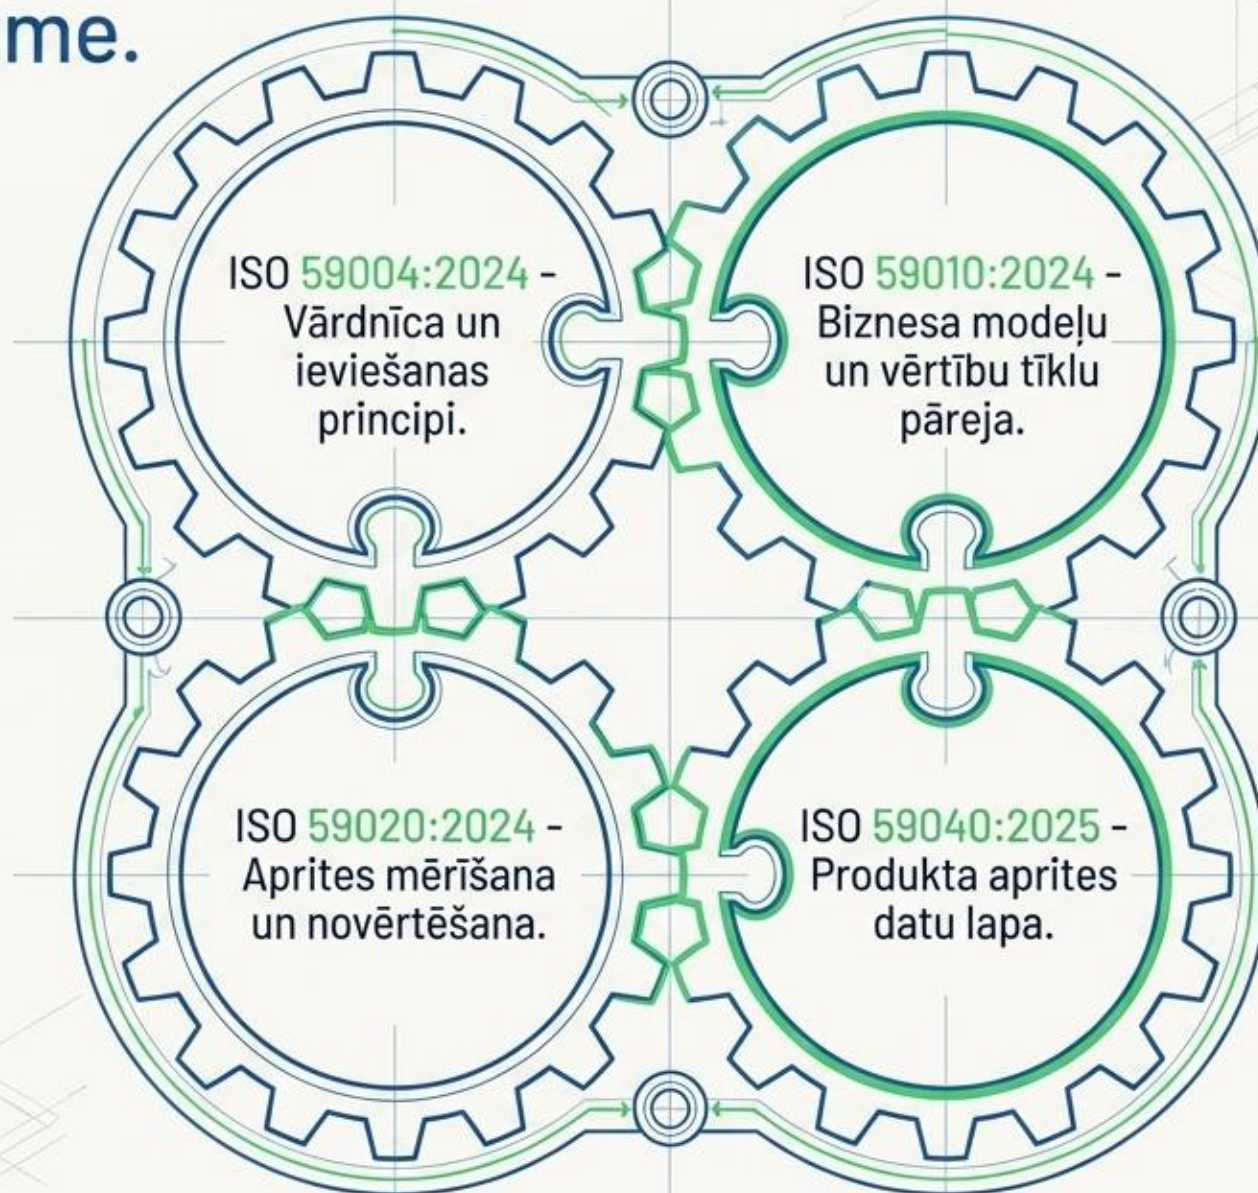 me.
ISO 59004:2024 -
Vārdnīca un
ieviešanas
principi.
ISO 59010:2024 -
Biznesa modeļu
un vērtību tīklu
pāreja.
ISO 59020:2024 -
Aprites mērīšana
un novērtēšana.
ISO 59040:2025 -
Produkta aprites
datu lapa.